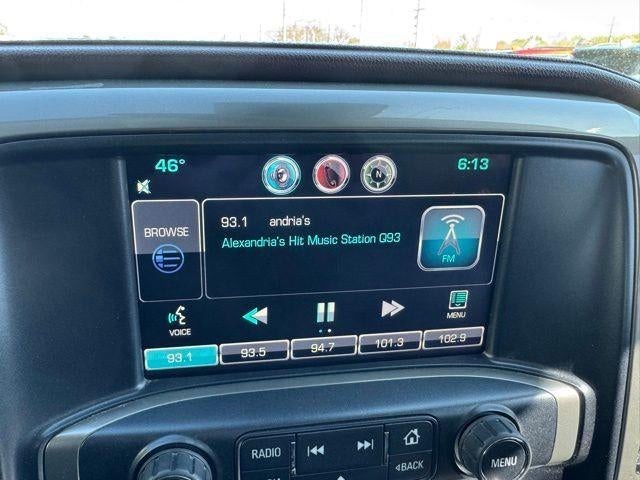 46°
N
6:13
BROWSE
93.1 andria's
Alexandria's Hit Music Station Q93
FM
VOICE
MENU
93.1 93.5 94.7 101.3 102.9
RADIO
BACK
MENU